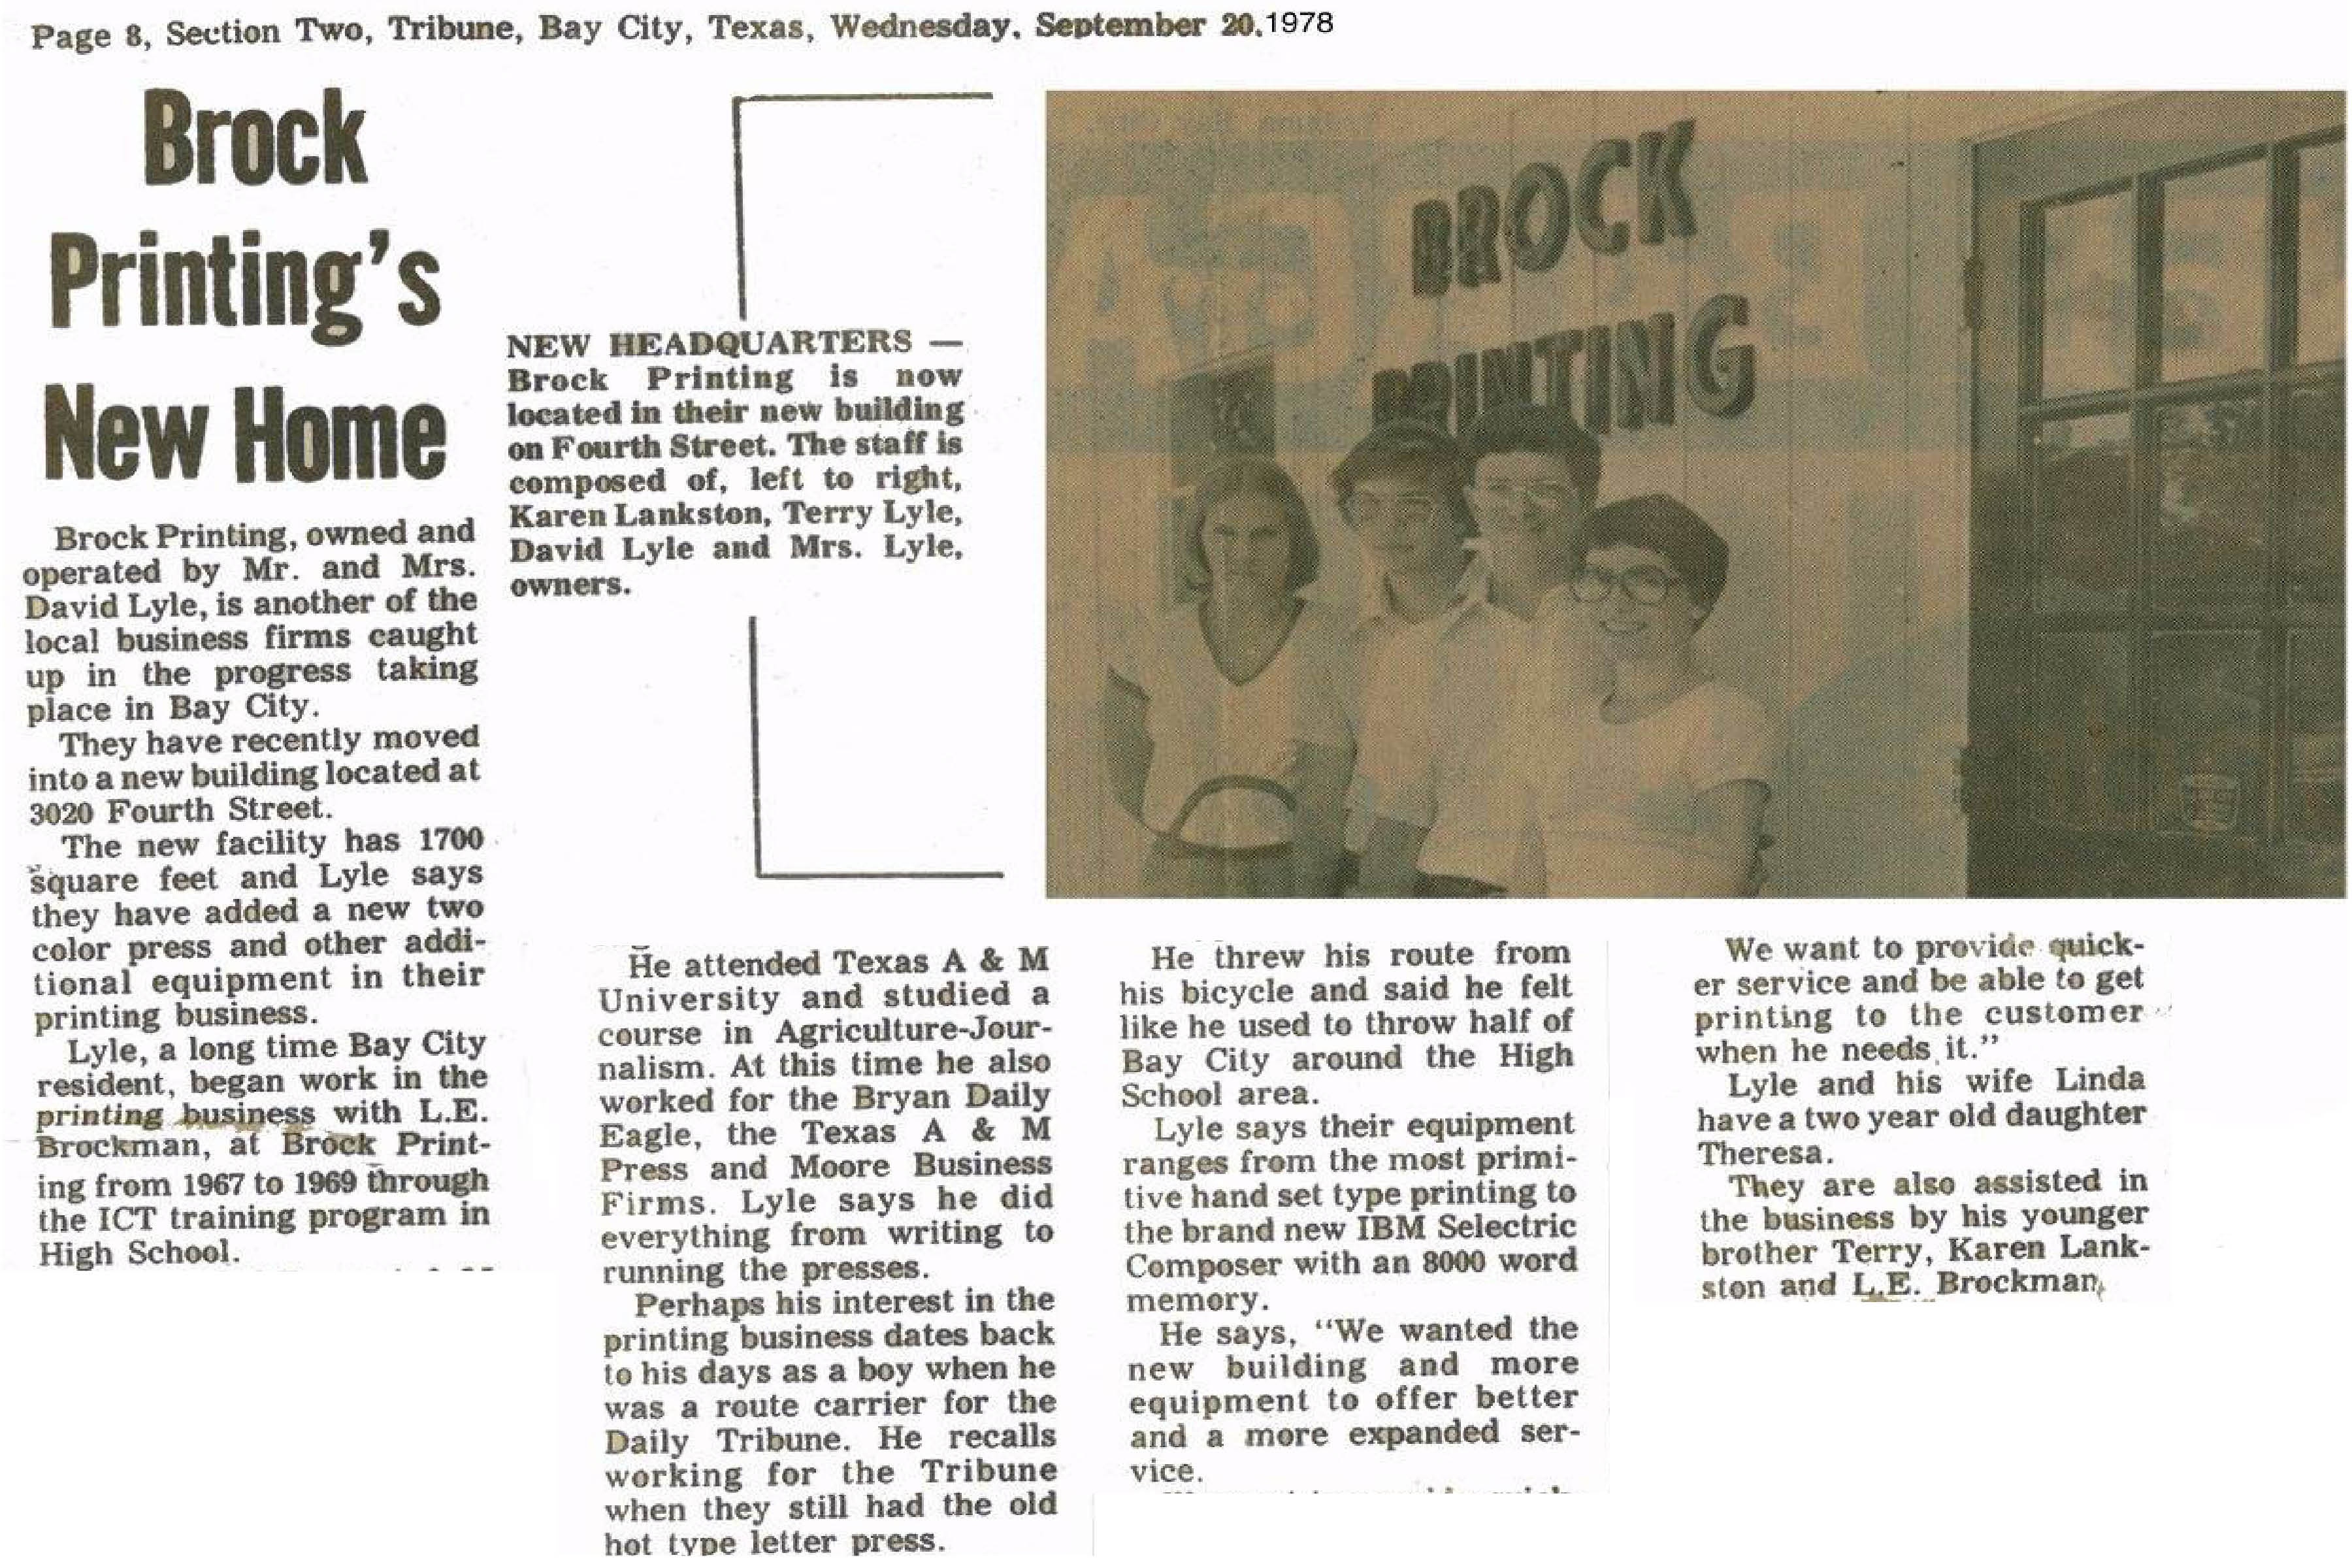 Page 8, Section Two, Tribune, Bay City, Texas, Wednesday, September 20, 1978
Brock
Printing's
New Home
Brock Printing, owned and
operated by Mr. and Mrs.
David Lyle, is another of the
local business firms caught
up in the progress taking
place in Bay City.
They have recently moved
into a new building located at
3020 Fourth Street.
The new facility has 1700
square feet and Lyle says
they have added a new two
color press and other addi-
tional equipment in their
printing business.
Lyle, a long time Bay City
resident, began work in the
printing business with L.E.
Brockman, at Brock Print-
ing from 1967 to 1969 through
the ICT training program in
High School.
NEW HEADQUARTERS —
Brock Printing is now
located in their new building
on Fourth Street. The staff is
composed of, left to right,
Karen Lankston, Terry Lyle,
David Lyle and Mrs. Lyle,
owners.
BROCK
PRINTING
He attended Texas A & M
University and studied a
course in Agriculture-Jour-
nalism. At this time he also
worked for the Bryan Daily
Eagle, the Texas A & M
Press and Moore Business
Firms. Lyle says he did
everything from writing to
running the presses.
Perhaps his interest in the
printing business dates back
to his days as a boy when he
was a route carrier for the
Daily Tribune. He recalls
working for the Tribune
when they still had the old
hot type letter press.
He threw his route from
his bicycle and said he felt
like he used to throw half of
Bay City around the High
School area.
Lyle says their equipment
ranges from the most primi-
tive hand set type printing to
the brand new IBM Selectric
Composer with an 8000 word
memory.
He says, "We wanted the
new building and more
equipment to offer better
and a more expanded ser-
vice.
We want to provide quick-
er service and be able to get
printing to the customer
when he needs it."
Lyle and his wife Linda
have a two year old daughter
Theresa.
They are also assisted in
the business by his younger
brother Terry, Karen Lank-
ston and L.E. Brockman.